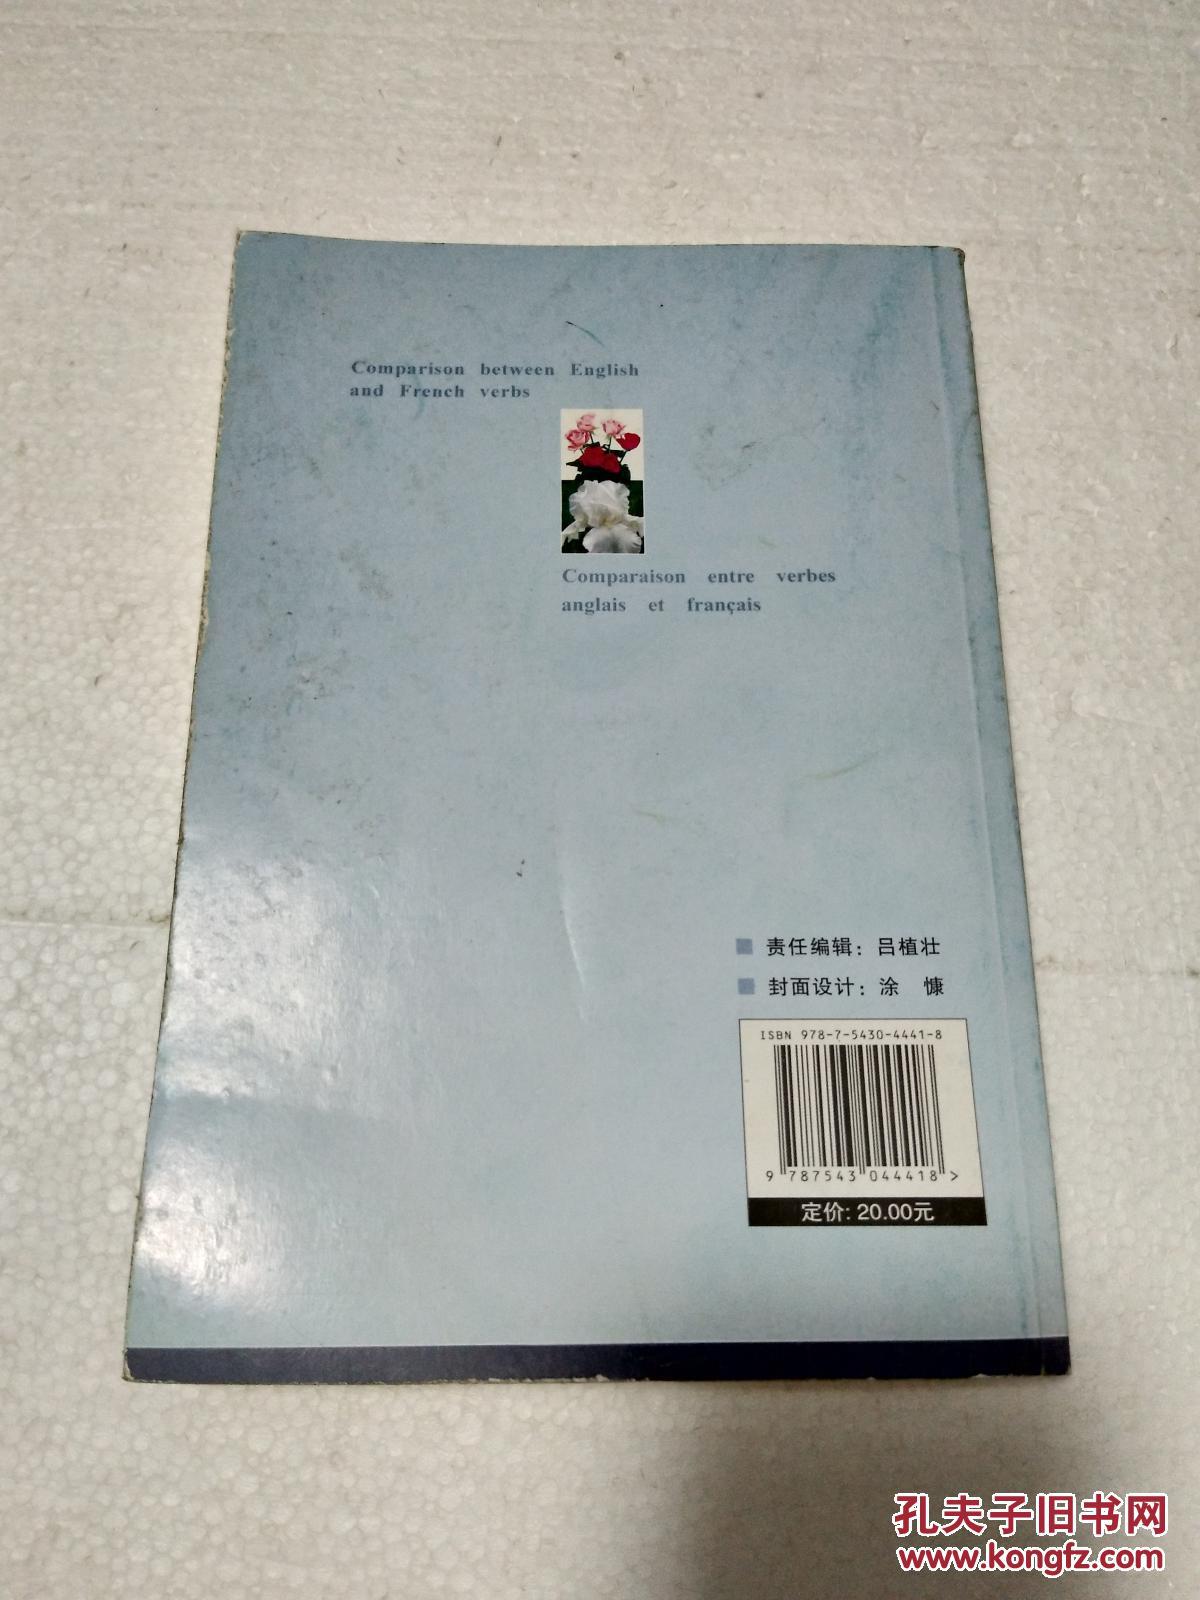 Comparison between English
and French verbs
Comparaison entre verbes
anglais et français
责任编辑：吕植壮
封面设计：涂 慷
ISBN 978-7-5430-4441-8
9 787543 044418 >
定价: 20.00元
孔夫子旧书网
www.kongfz.com